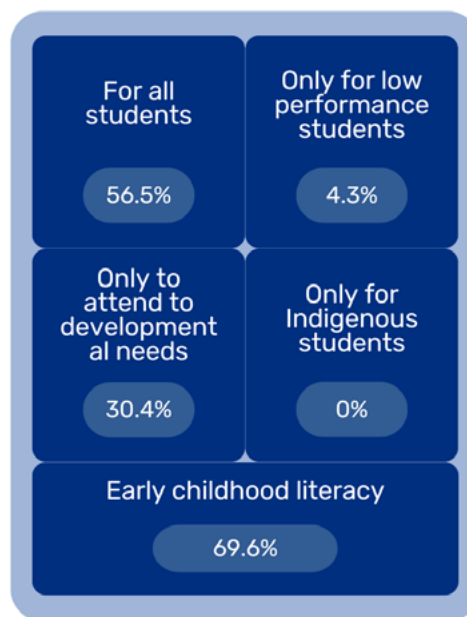 For all
students
56.5%
Only for low
performance
students
4.3%
Only to
attend to
development
al needs
30.4%
Only for
Indigenous
students
0%
Early childhood literacy
69.6%